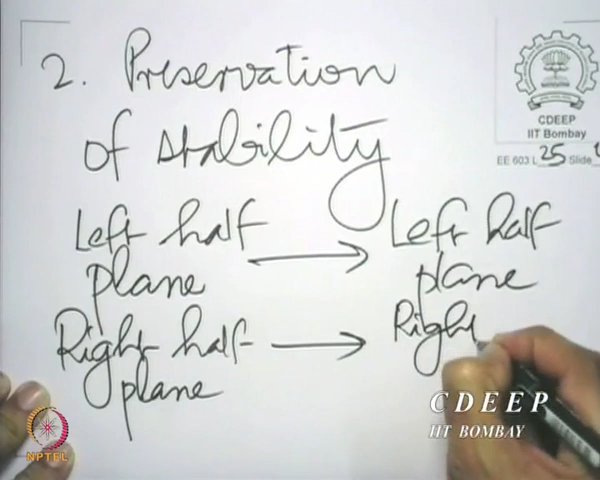 2. Preservation
of stability
Left half plane → Left half plane
Right half plane → Righ
CDEEP
IIT Bombay
EE 603 L 25 Slide
CDEEP
IIT BOMBAY
NPTEL